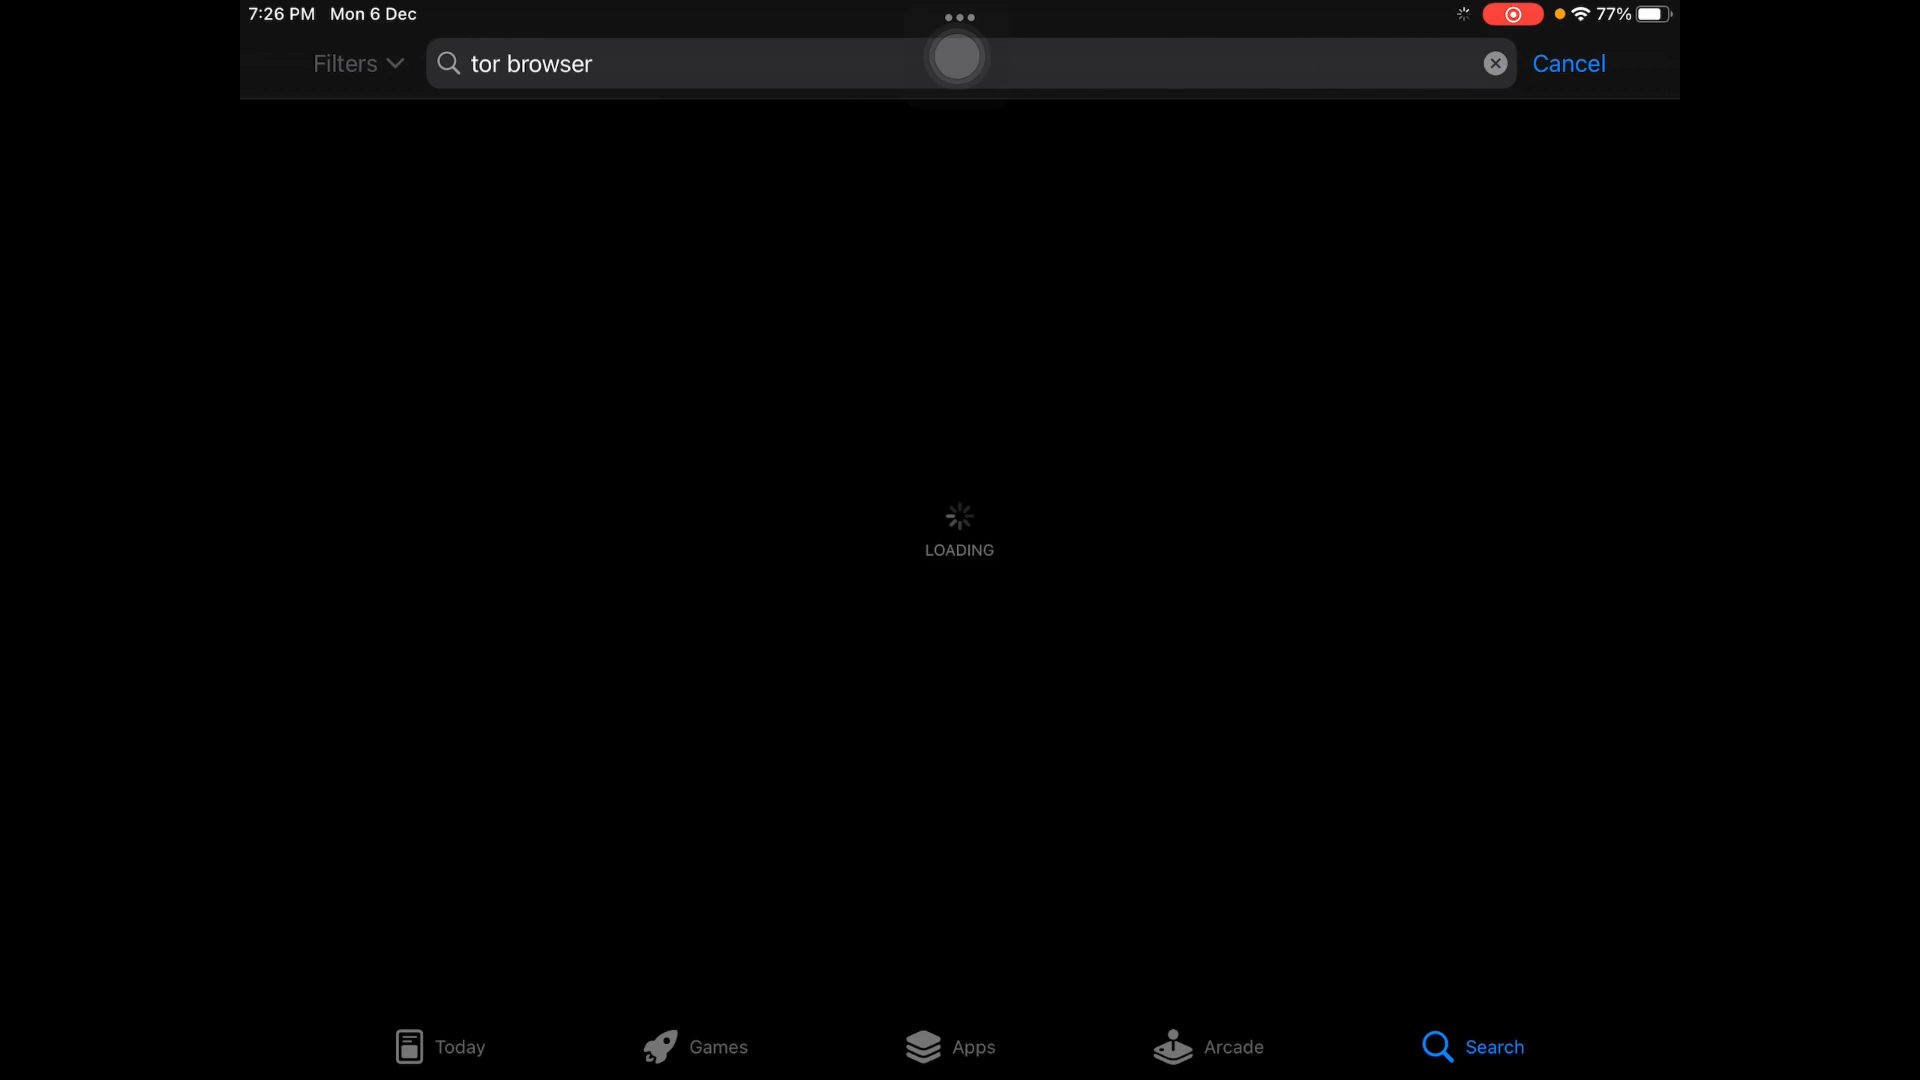 7:26 PM Mon 6 Dec
77%
Filters
tor browser
Cancel
LOADING
Today
Games
Apps
Arcade
Search